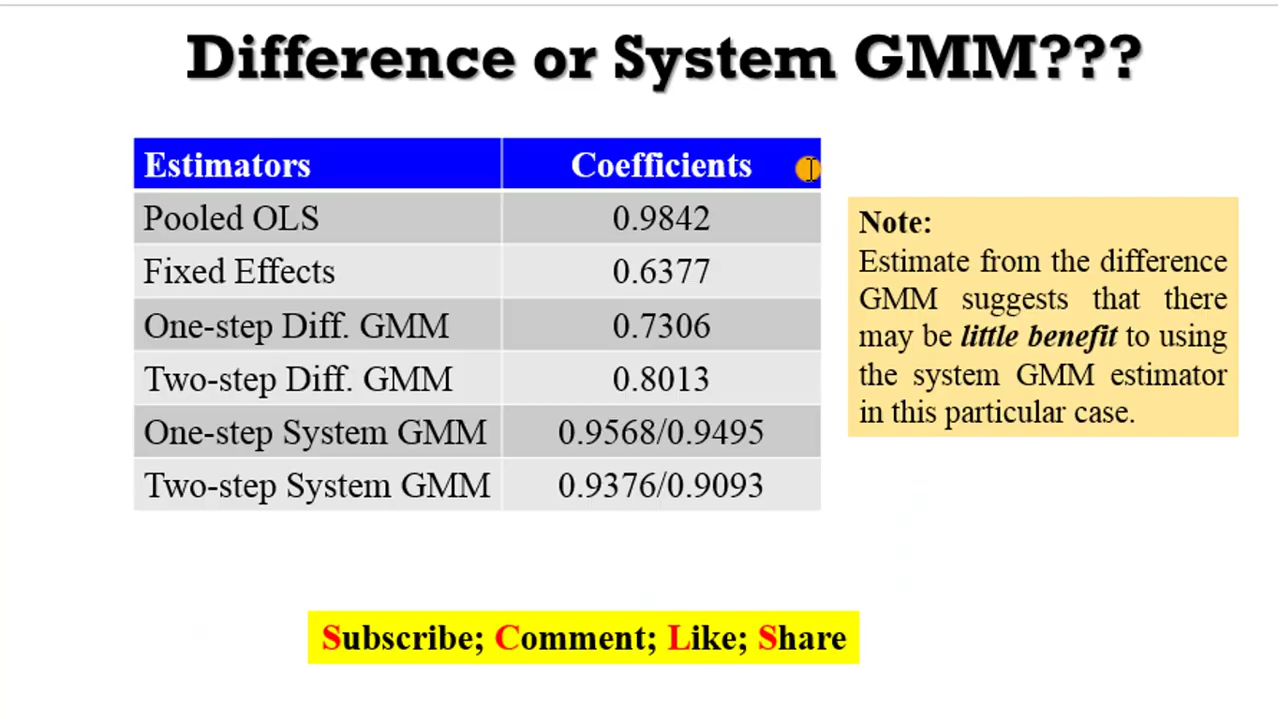 Difference or System GMM???
Estimators Coefficients
Pooled OLS 0.9842
Fixed Effects 0.6377
One-step Diff. GMM 0.7306
Two-step Diff. GMM 0.8013
One-step System GMM 0.9568/0.9495
Two-step System GMM 0.9376/0.9093
Note:
Estimate from the difference
GMM suggests that there
may be little benefit to using
the system GMM estimator
in this particular case.
Subscribe; Comment; Like; Share